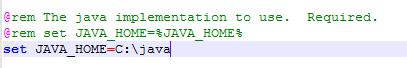 @rem The java implementation to use.  Required.
@rem set JAVA_HOME=%JAVA_HOME%
set JAVA_HOME=C:\java